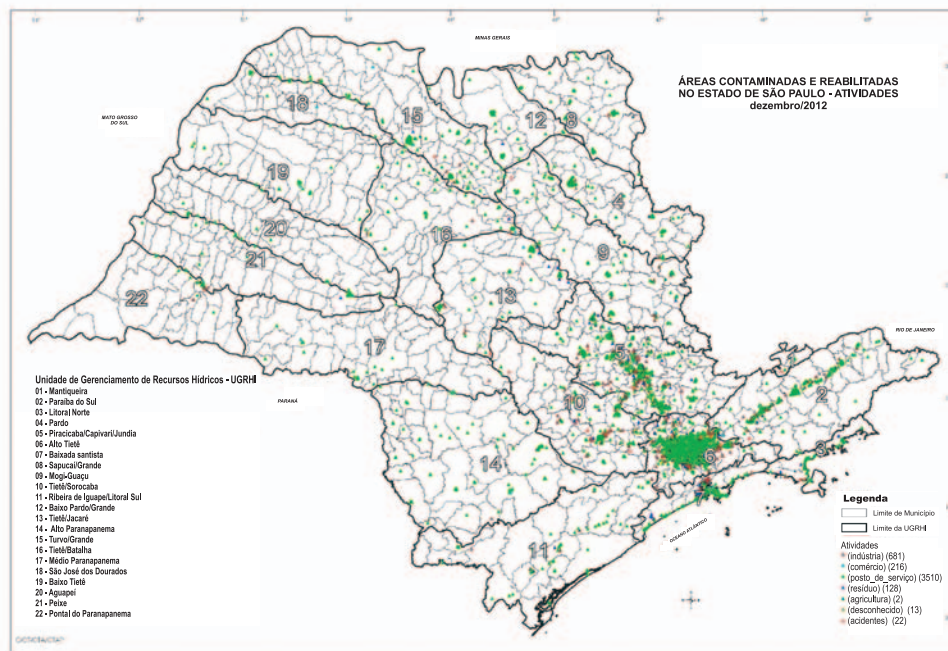 MINAS GERAIS
ÁREAS CONTAMINADAS E REABILITADAS
NO ESTADO DE SÃO PAULO - ATIVIDADES
dezembro/2012
MATO GROSSO
DO SUL
18
15
12
8
19
4
20
16
9
21
22
13
17
5
RIO DE JANEIRO
1
2
10
6
3
14
11
PARANÁ
OCEANO ATLÂNTICO
Unidade de Gerenciamento de Recursos Hídricos - UGRHI
01 - Mantiqueira
02 - Paraíba do Sul
03 - Litoral Norte
04 - Pardo
05 - Piracicaba/Capivari/Jundia
06 - Alto Tietê
07 - Baixada santista
08 - Sapucaí/Grande
09 - Mogi-Guaçu
10 - Tietê/Sorocaba
11 - Ribeira de Iguape/Litoral Sul
12 - Baixo Pardo/Grande
13 - Tietê/Jacaré
14 - Alto Paranapanema
15 - Turvo/Grande
16 - Tietê/Batalha
17 - Médio Paranapanema
18 - São José dos Dourados
19 - Baixo Tietê
20 - Aguapeí
21 - Peixe
22 - Pontal do Paranapanema
Legenda
Limite de Município
Limite da UGRHI
Atividades
(indústria) (681)
(comércio) (216)
(posto_de_serviço) (3510)
(resíduo) (128)
(agricultura) (2)
(desconhecido) (13)
(acidentes) (22)